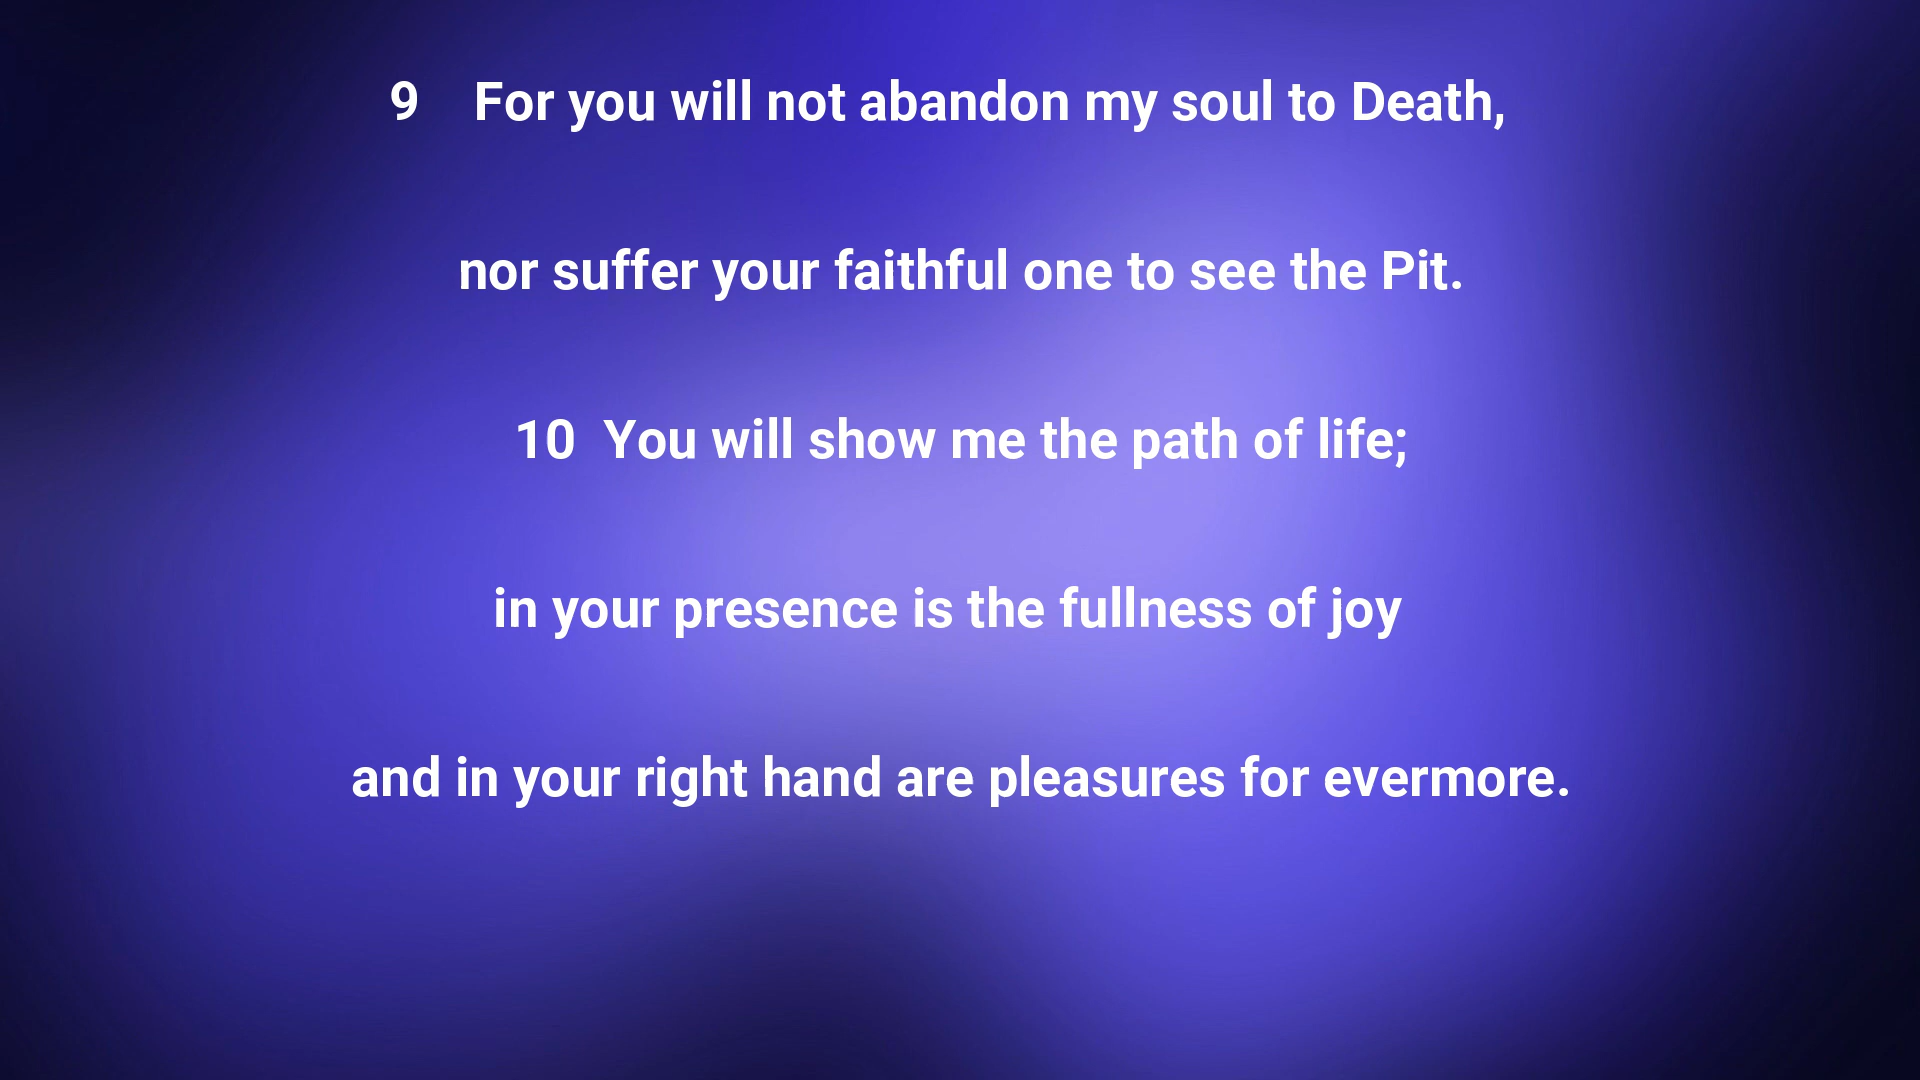 9 For you will not abandon my soul to Death,
nor suffer your faithful one to see the Pit.
10 You will show me the path of life;
in your presence is the fullness of joy
and in your right hand are pleasures for evermore.